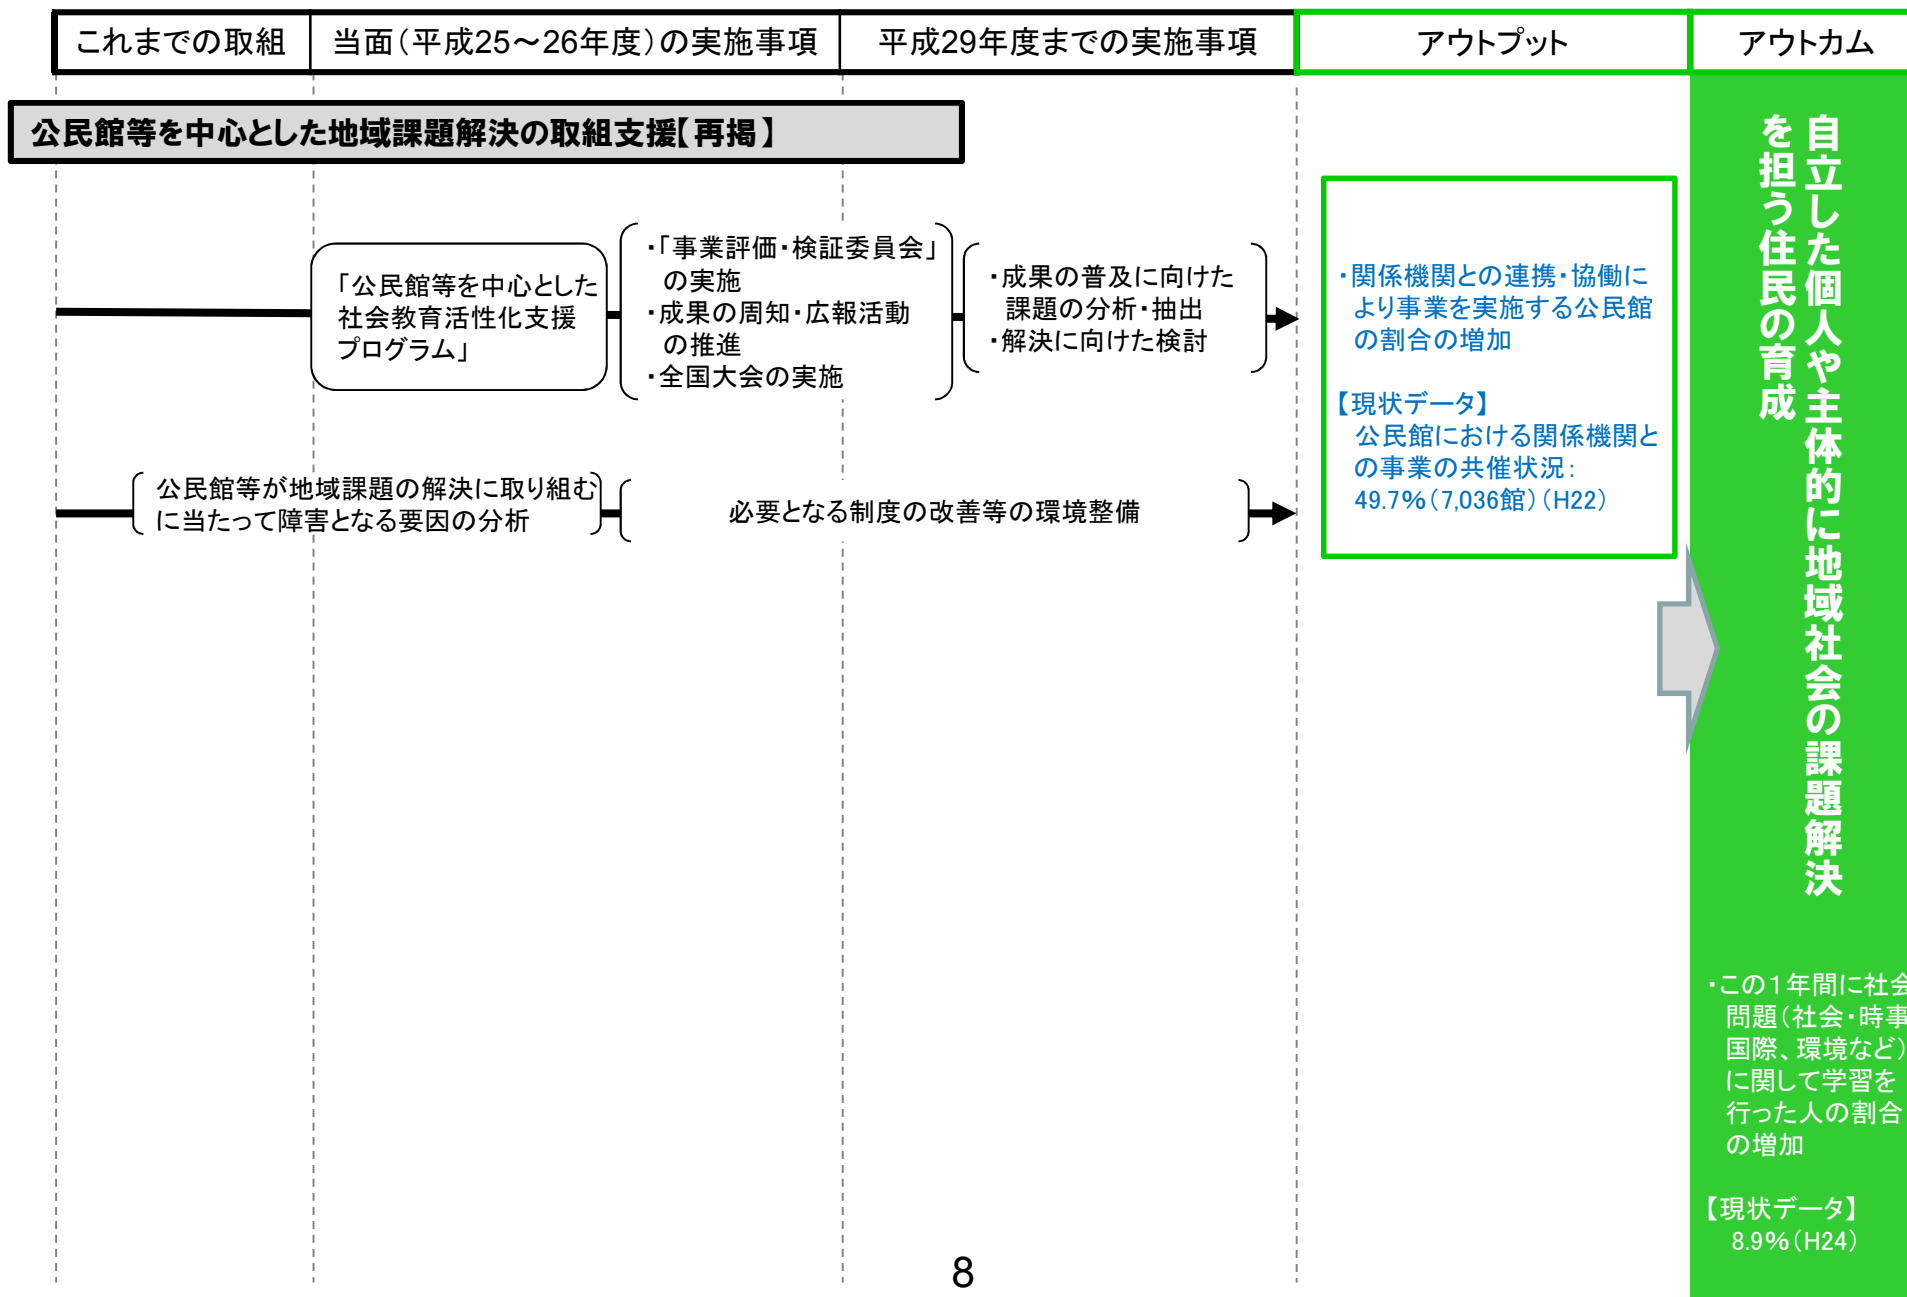 これまでの取組
当面(平成25～26年度)の実施事項
平成29年度までの実施事項
アウトプット
アウトカム
公民館等を中心とした地域課題解決の取組支援【再掲】
「公民館等を中心とした
社会教育活性化支援
プログラム」
・「事業評価・検証委員会」
の実施
・成果の周知・広報活動
の推進
・全国大会の実施
・成果の普及に向けた
課題の分析・抽出
・解決に向けた検討
公民館等が地域課題の解決に取り組む
に当たって障害となる要因の分析
必要となる制度の改善等の環境整備
・関係機関との連携・協働に
より事業を実施する公民館
の割合の増加
【現状データ】
公民館における関係機関と
の事業の共催状況：
49.7%(7,036館)(H22)
自立した個人や主体的に地域社会の課題解決
を担う住民の育成
・この１年間に社会
問題(社会・時事
国際、環境など)
に関して学習を
行った人の割合
の増加
【現状データ】
8.9%(H24)
8